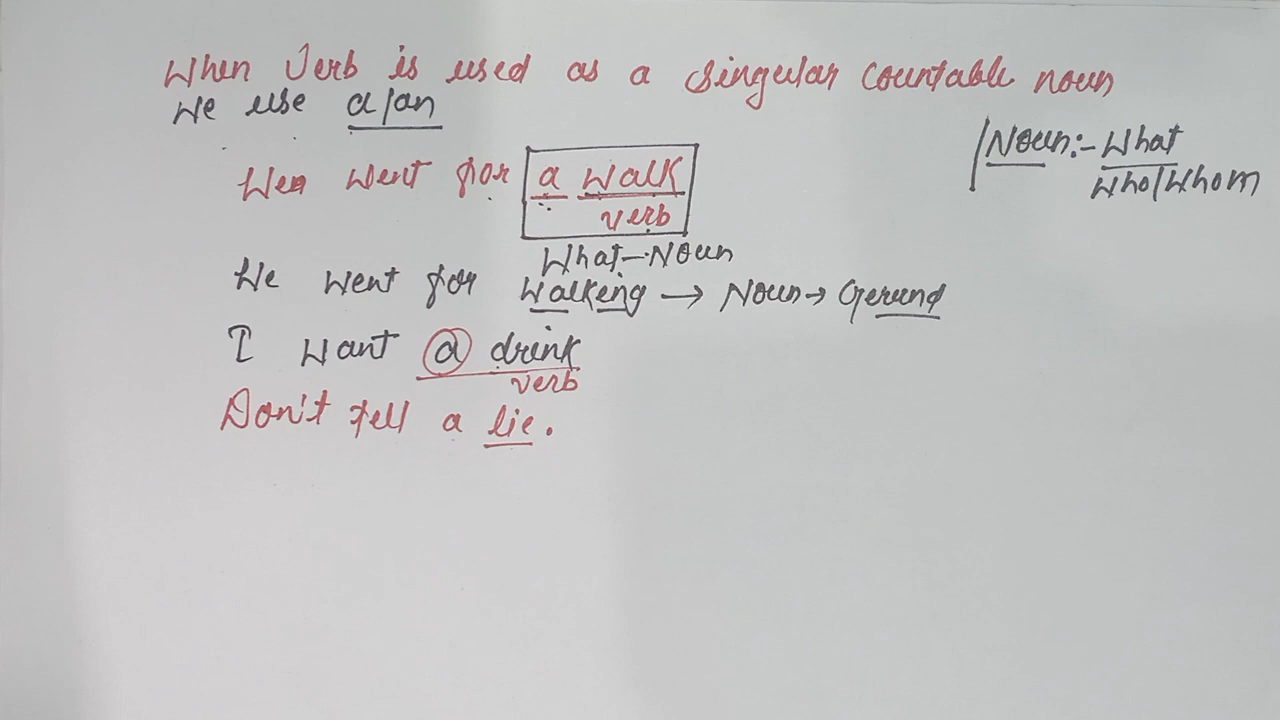 When Verb is used as a singular countable noun
We use a/an
Noun:- What
Who/Whom
We went for a walk
verb
What-Noun
We went for walking → Noun → Gerund
I want a drink
verb
Don't tell a lie.